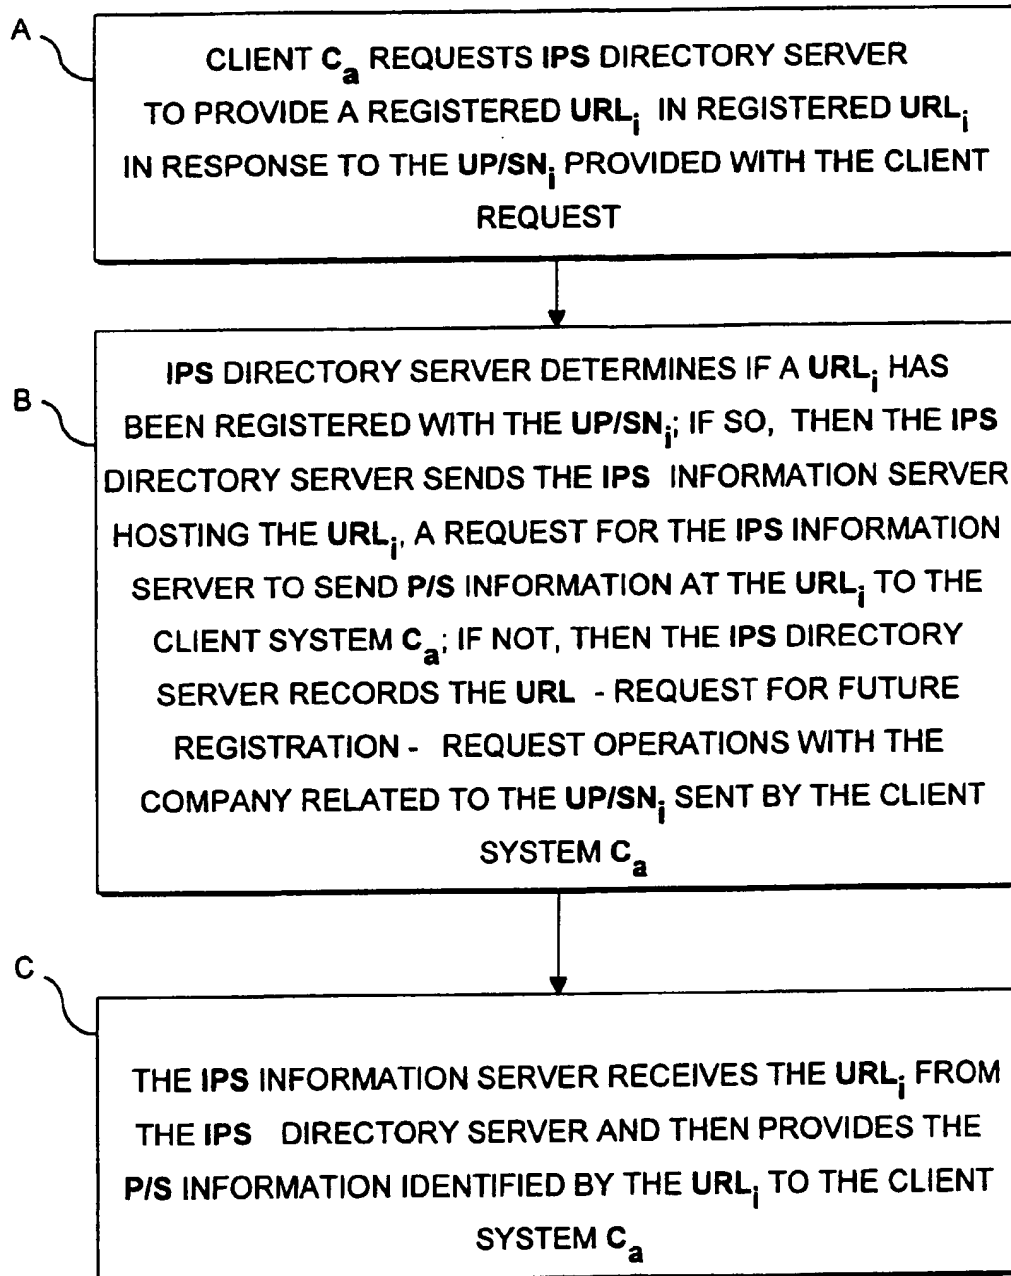 A
CLIENT Ca REQUESTS IPS DIRECTORY SERVER
TO PROVIDE A REGISTERED URLi IN REGISTERED URLi
IN RESPONSE TO THE UP/SNi PROVIDED WITH THE CLIENT
REQUEST
B
IPS DIRECTORY SERVER DETERMINES IF A URLi HAS
BEEN REGISTERED WITH THE UP/SNi; IF SO, THEN THE IPS
DIRECTORY SERVER SENDS THE IPS INFORMATION SERVER
HOSTING THE URLi, A REQUEST FOR THE IPS INFORMATION
SERVER TO SEND P/S INFORMATION AT THE URLi TO THE
CLIENT SYSTEM Ca; IF NOT, THEN THE IPS DIRECTORY
SERVER RECORDS THE URL - REQUEST FOR FUTURE
REGISTRATION - REQUEST OPERATIONS WITH THE
COMPANY RELATED TO THE UP/SNi SENT BY THE CLIENT
SYSTEM Ca
C
THE IPS INFORMATION SERVER RECEIVES THE URLi FROM
THE IPS DIRECTORY SERVER AND THEN PROVIDES THE
P/S INFORMATION IDENTIFIED BY THE URLi TO THE CLIENT
SYSTEM Ca